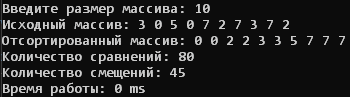 Введите размер массива: 10
Исходный массив: 3 0 5 0 7 2 7 3 7 2
Отсортированный массив: 0 0 2 2 3 3 5 7 7 7
Количество сравнений: 80
Количество смещений: 45
Время работы: 0 ms